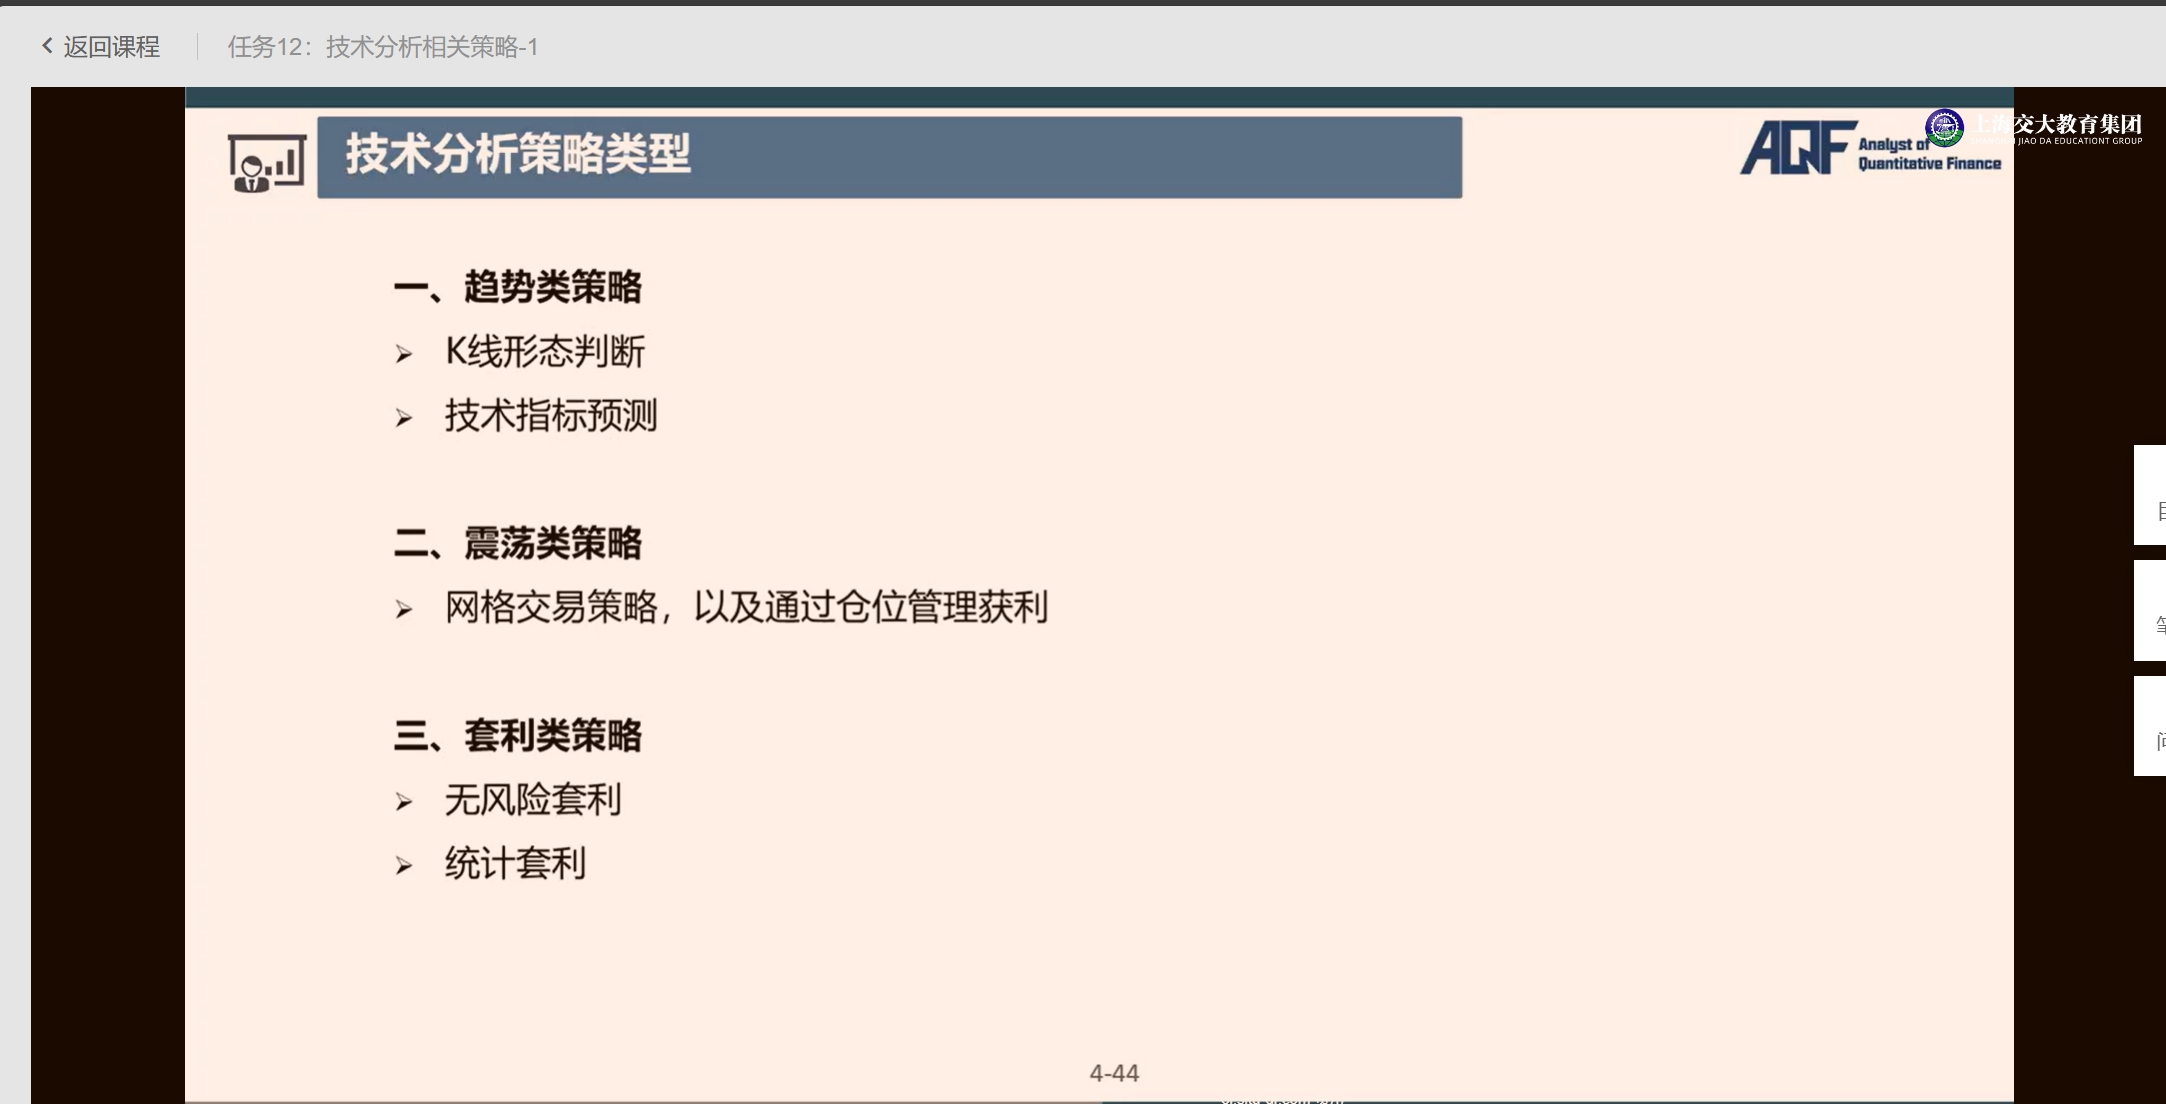 返回课程
任务12：技术分析相关策略-1
技术分析策略类型
AQF
Analyst of
Quantitative Finance
上海交大教育集团
JIAO DA EDUCATIONT GROUP
一、趋势类策略
➢ K线形态判断
➢ 技术指标预测
二、震荡类策略
➢ 网格交易策略，以及通过仓位管理获利
三、套利类策略
➢ 无风险套利
➢ 统计套利
4-44